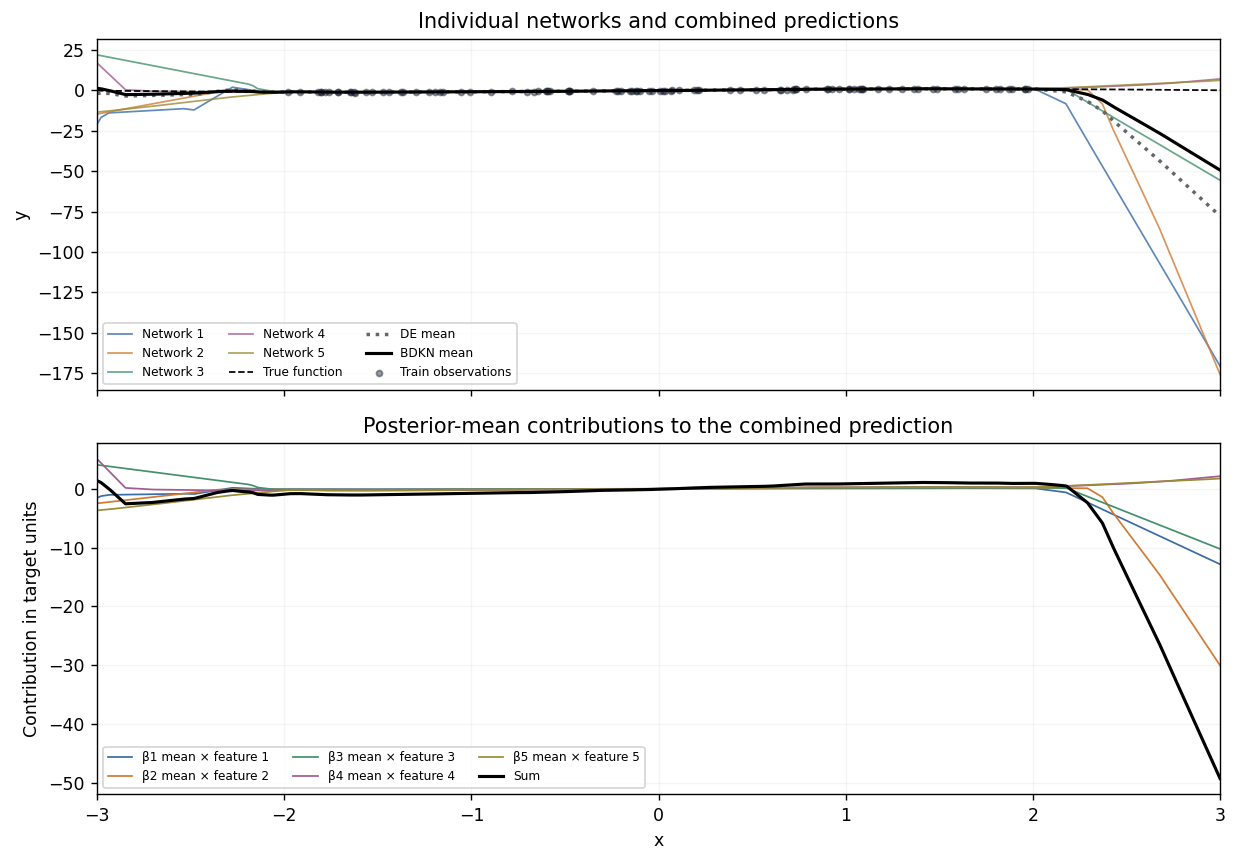 Individual networks and combined predictions
25
0
−25
−50
−75
−100
−125
−150
−175
y
Network 1
Network 2
Network 3
Network 4
Network 5
True function
DE mean
BDKN mean
Train observations
Posterior-mean contributions to the combined prediction
0
−10
−20
−30
−40
−50
Contribution in target units
β1 mean × feature 1
β2 mean × feature 2
β3 mean × feature 3
β4 mean × feature 4
β5 mean × feature 5
Sum
−3 −2 −1 0 1 2 3
x